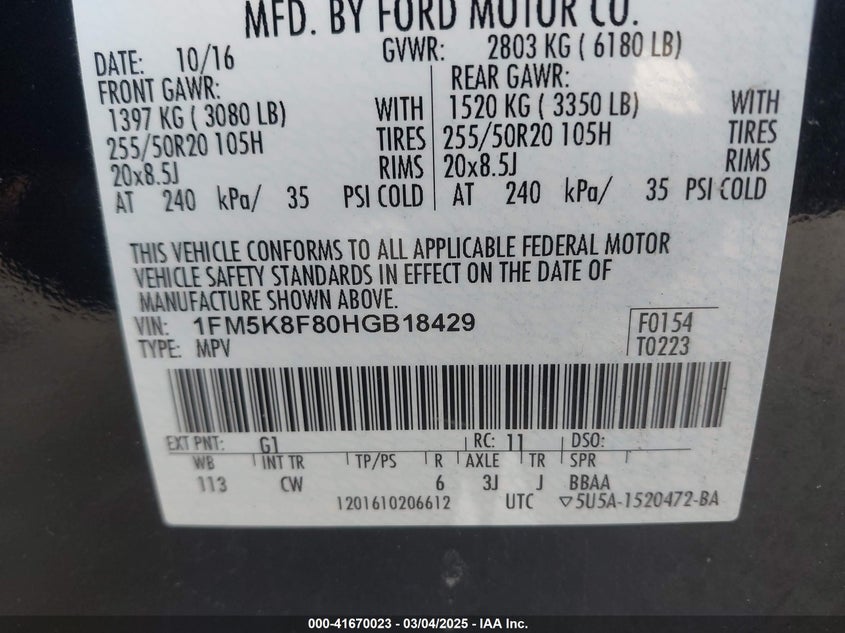 MFD. BY FORD MOTOR CO.
DATE: 10/16 GVWR: 2803 KG ( 6180 LB)
FRONT GAWR: REAR GAWR:
1397 KG ( 3080 LB) WITH 1520 KG ( 3350 LB) WITH
255/50R20 105H TIRES 255/50R20 105H TIRES
20x8.5J RIMS 20x8.5J RIMS
AT 240 kPa/ 35 PSI COLD AT 240 kPa/ 35 PSI COLD
THIS VEHICLE CONFORMS TO ALL APPLICABLE FEDERAL MOTOR
VEHICLE SAFETY STANDARDS IN EFFECT ON THE DATE OF
MANUFACTURE SHOWN ABOVE.
VIN: 1FM5K8F80HGB18429 F0154
TYPE: MPV T0223
EXT PNT: G1 RC: 11 DSO:
WB INT TR TP/PS R AXLE TR SPR
113 CW 6 3J J BBAA
1201610206612 UTC ▽5U5A-1520472-BA
000-41670023 - 03/04/2025 - IAA Inc.